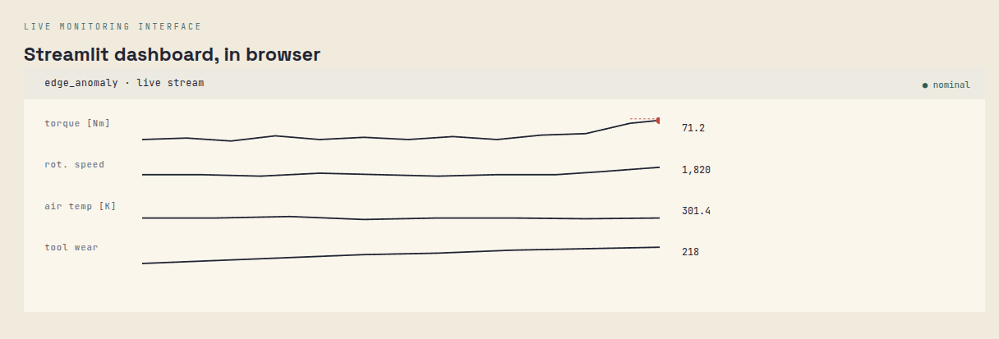 LIVE MONITORING INTERFACE
Streamlit dashboard, in browser
edge_anomaly · live stream
● nominal
torque [Nm]
71.2
rot. speed
1,820
air temp [K]
301.4
tool wear
218